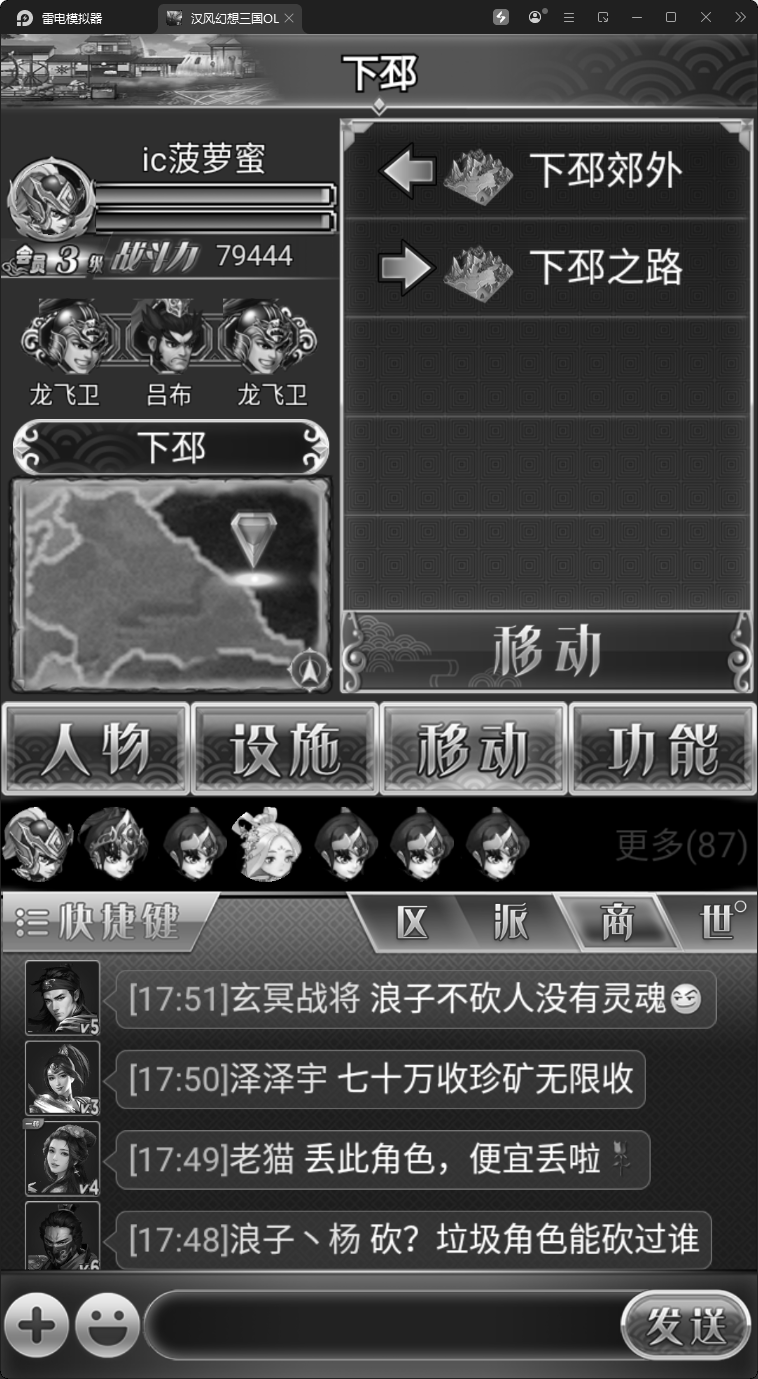 雷电模拟器
汉风幻想三国OL
下邳
ic菠萝蜜
会员3级 战斗力 79444
龙飞卫 吕布 龙飞卫
下邳
下邳郊外
下邳之路
移动
人物 设施 移动 功能
更多(87)
快捷键 区 派 商 世
v5
[17:51]玄冥战将 浪子不砍人没有灵魂
v3
[17:50]泽泽宇 七十万收珍矿无限收
v4
[17:49]老猫 丢此角色，便宜丢啦
v6
[17:48]浪子丶杨 砍？垃圾角色能砍过谁
发送